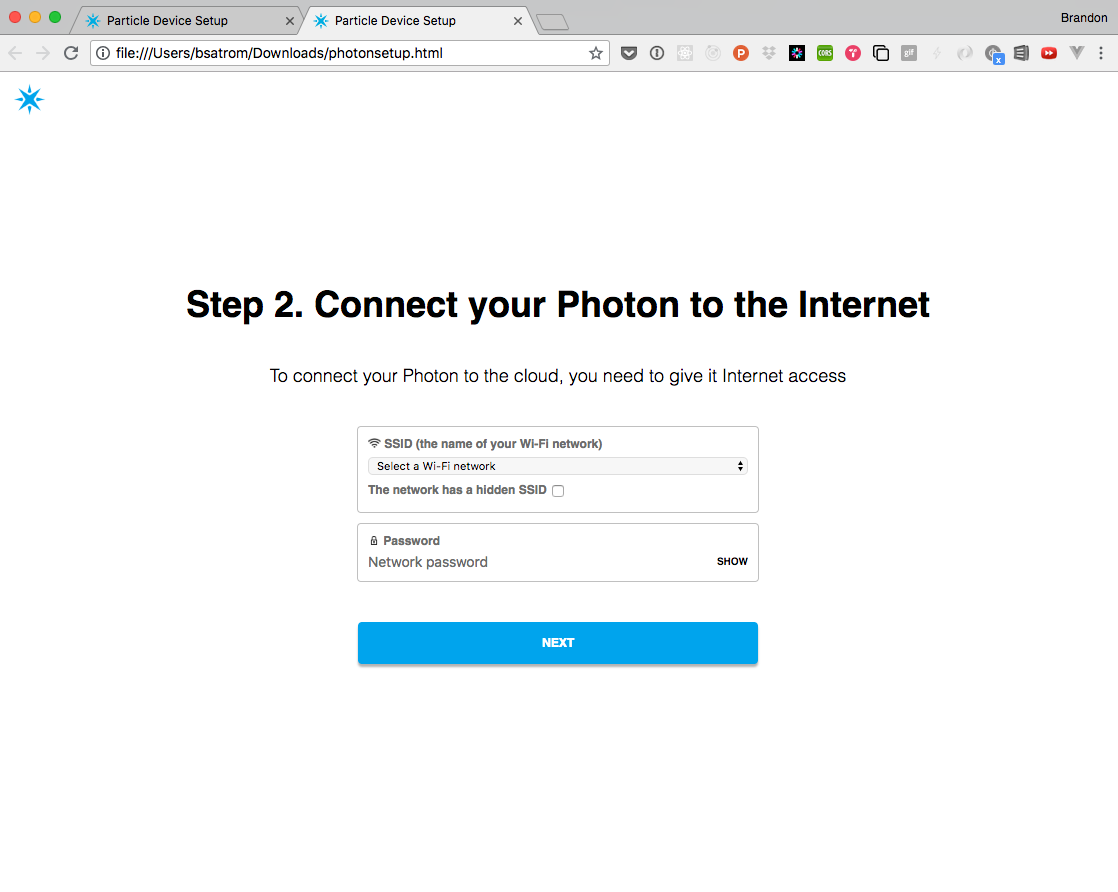 Particle Device Setup
Particle Device Setup
Brandon
file:///Users/bsatrom/Downloads/photonsetup.html
P
CORS
gif
x
Step 2. Connect your Photon to the Internet
To connect your Photon to the cloud, you need to give it Internet access
SSID (the name of your Wi-Fi network)
Select a Wi-Fi network
The network has a hidden SSID
Password
Network password
SHOW
NEXT